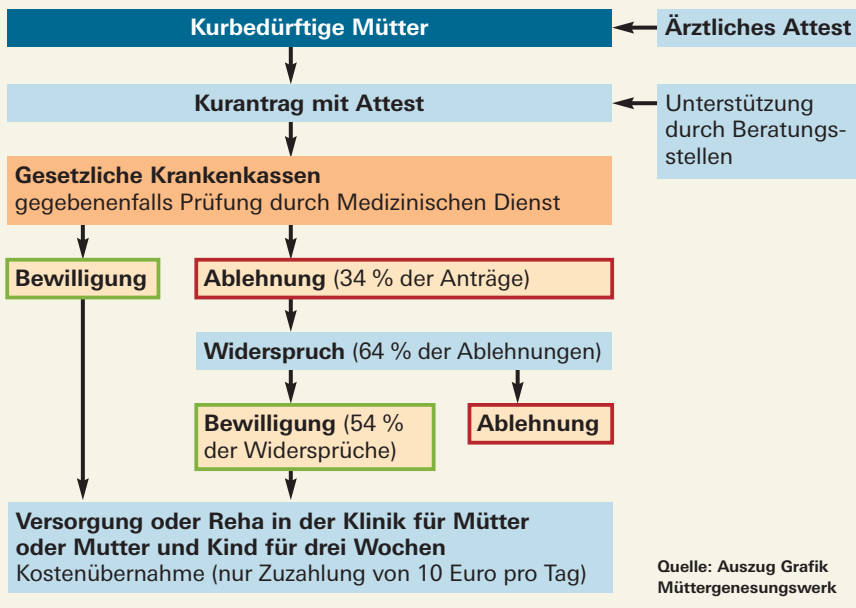 Kurbedürftige Mütter
Ärztliches Attest
Kurantrag mit Attest
Unterstützung
durch Beratungs-
stellen
Gesetzliche Krankenkassen
gegebenenfalls Prüfung durch Medizinischen Dienst
Bewilligung
Ablehnung (34 % der Anträge)
Widerspruch (64 % der Ablehnungen)
Bewilligung (54 %
der Widersprüche)
Ablehnung
Versorgung oder Reha in der Klinik für Mütter
oder Mutter und Kind für drei Wochen
Kostenübernahme (nur Zuzahlung von 10 Euro pro Tag)
Quelle: Auszug Grafik
Müttergenesungswerk